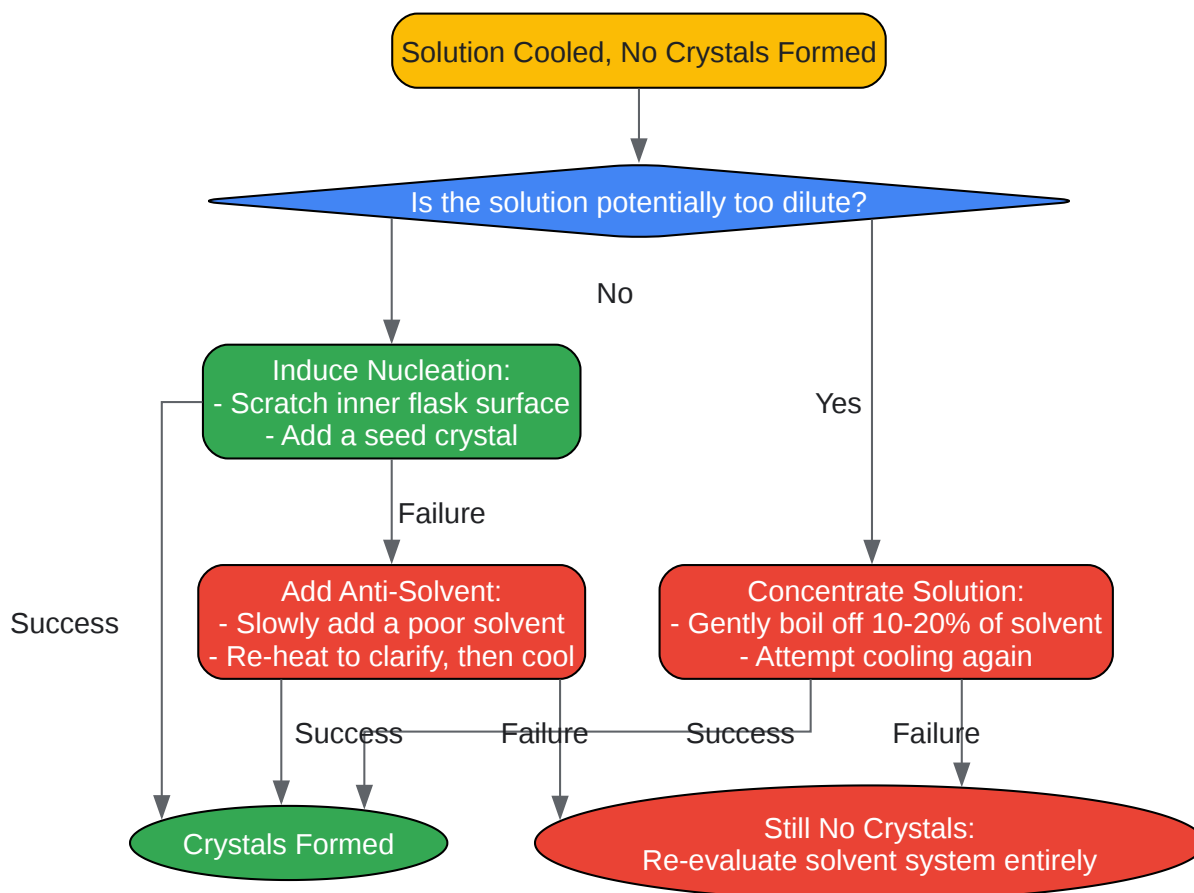 Solution Cooled, No Crystals Formed
Is the solution potentially too dilute?
No
Induce Nucleation:
- Scratch inner flask surface
- Add a seed crystal
Yes
Failure
Add Anti-Solvent:
- Slowly add a poor solvent
- Re-heat to clarify, then cool
Concentrate Solution:
- Gently boil off 10-20% of solvent
- Attempt cooling again
Success
Success
Failure
Success
Failure
Crystals Formed
Still No Crystals:
Re-evaluate solvent system entirely